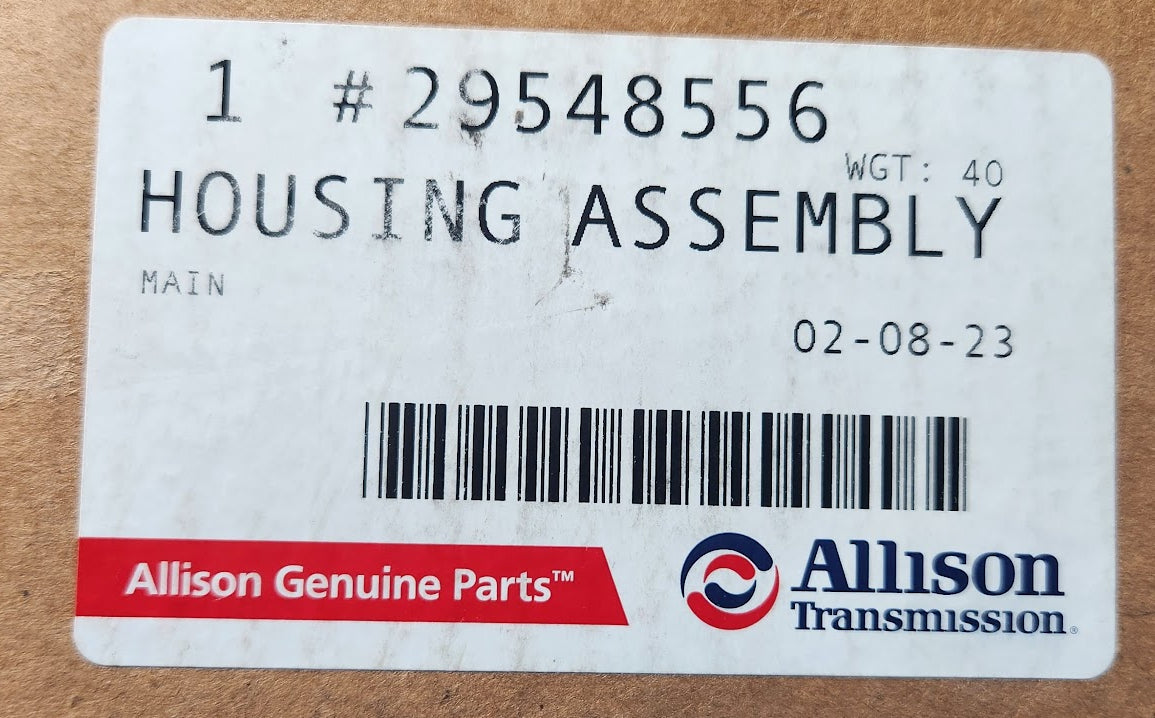 1 #29548556
WGT: 40
HOUSING ASSEMBLY
MAIN
02-08-23
Allison Genuine Parts™
Allison
Transmission®